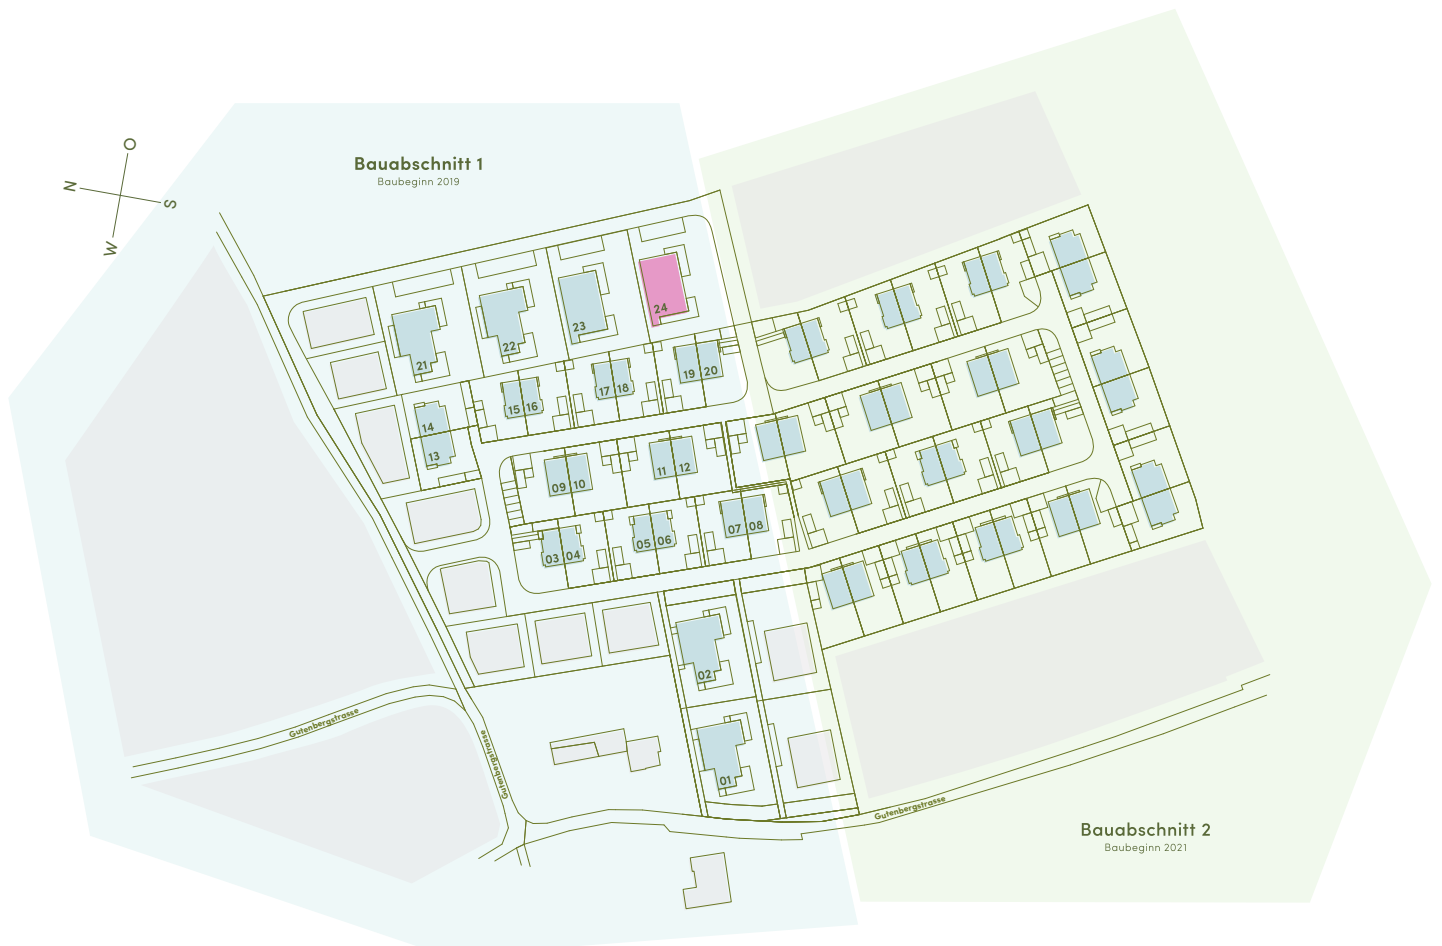 O
N
S
W
Bauabschnitt 1
Baubeginn 2019
24
23
22
21
19 20
17 18
15 16
14
13
11 12
09 10
07 08
05 06
03 04
02
01
Gutenbergstrasse
Gutenbergstrasse
Gutenbergstrasse
Bauabschnitt 2
Baubeginn 2021